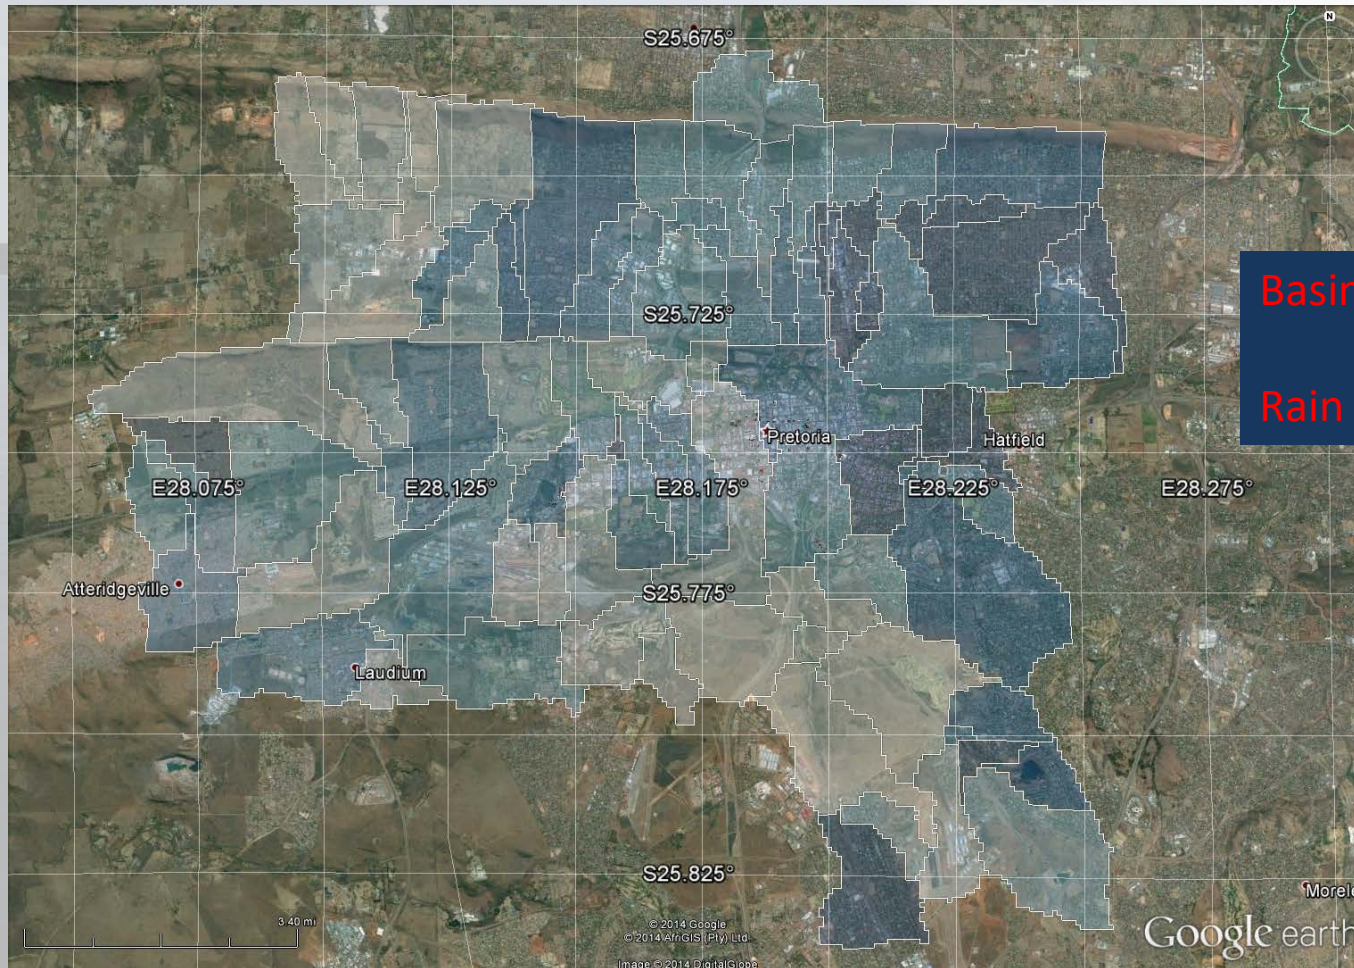 S25.675°
N
Basin
S25.725°
Rain
Pretoria
Hatfield
E28.075°
E28.125°
E28.175°
E28.225°
E28.275°
Atteridgeville
S25.775°
Laudium
S25.825°
Morele
3.40 mi
© 2014 Google
© 2014 AfriGIS (Pty) Ltd.
Image © 2014 DigitalGlobe
Google earth